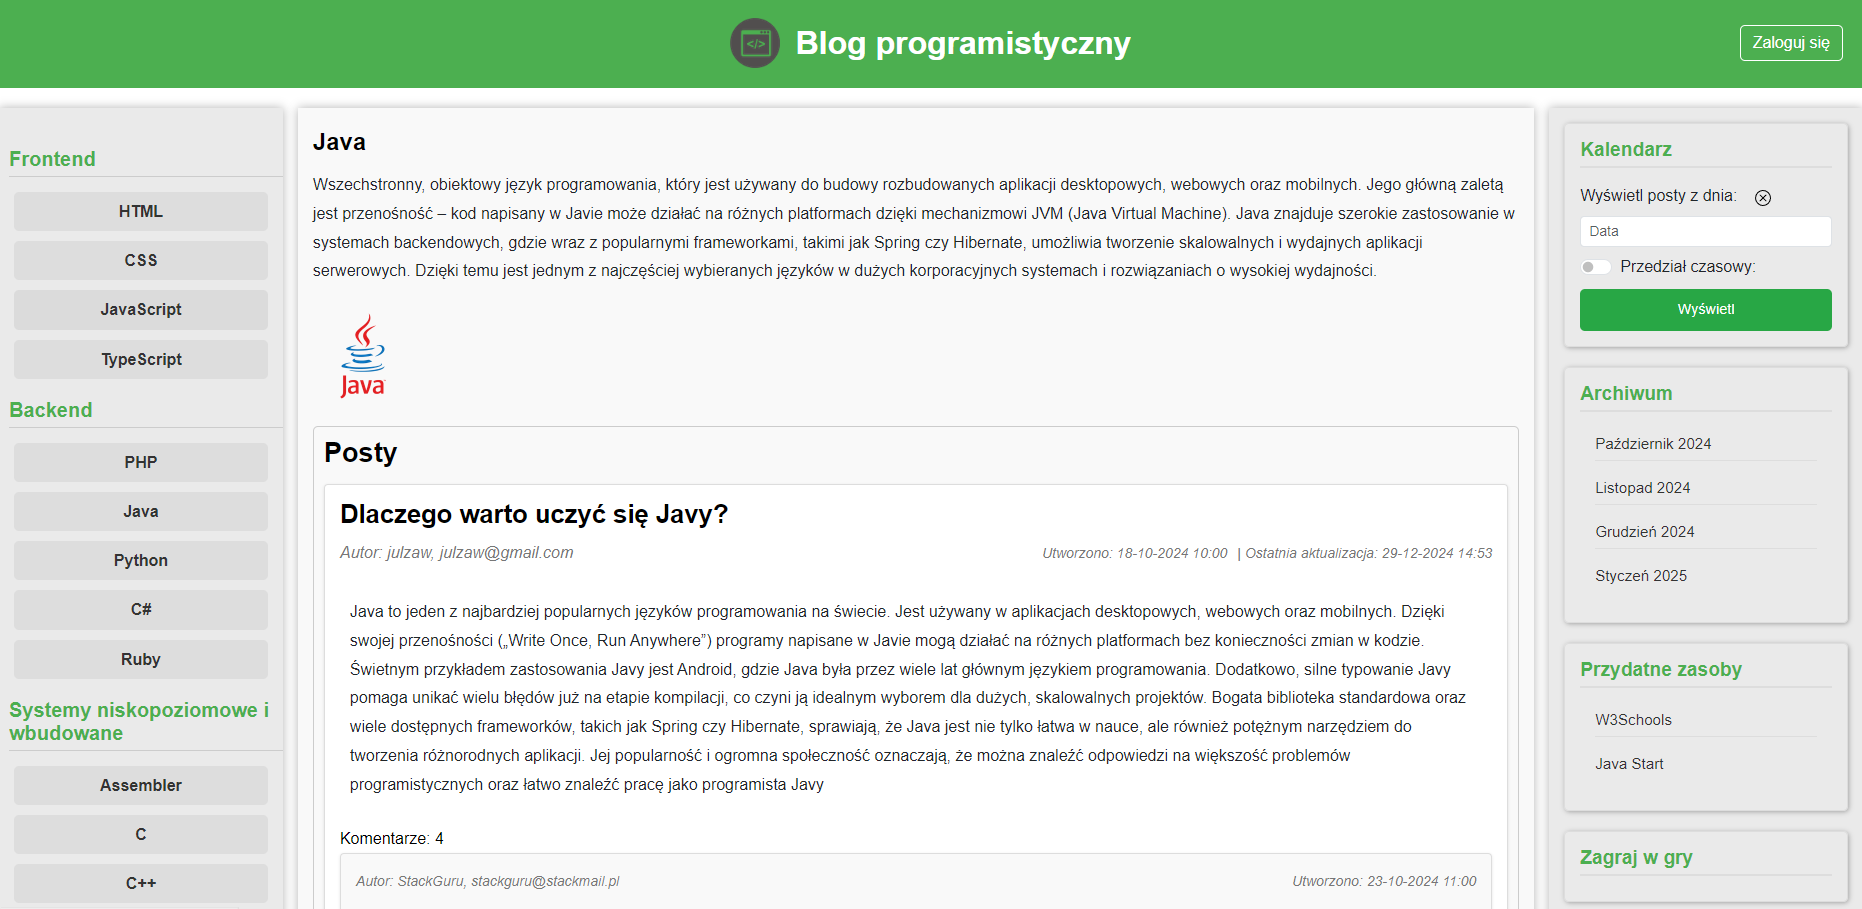 </> Blog programistyczny
Zaloguj się
Frontend
HTML
CSS
JavaScript
TypeScript
Backend
PHP
Java
Python
C#
Ruby
Systemy niskopoziomowe i
wbudowane
Assembler
C
C++
Java
Wszechstronny, obiektowy język programowania, który jest używany do budowy rozbudowanych aplikacji desktopowych, webowych oraz mobilnych. Jego główną zaletą
jest przenośność – kod napisany w Javie może działać na różnych platformach dzięki mechanizmowi JVM (Java Virtual Machine). Java znajduje szerokie zastosowanie w
systemach backendowych, gdzie wraz z popularnymi frameworkami, takimi jak Spring czy Hibernate, umożliwia tworzenie skalowalnych i wydajnych aplikacji
serwerowych. Dzięki temu jest jednym z najczęściej wybieranych języków w dużych korporacyjnych systemach i rozwiązaniach o wysokiej wydajności.
Java
Posty
Dlaczego warto uczyć się Javy?
Autor: julzaw, julzaw@gmail.com
Utworzono: 18-10-2024 10:00 | Ostatnia aktualizacja: 29-12-2024 14:53
Java to jeden z najbardziej popularnych języków programowania na świecie. Jest używany w aplikacjach desktopowych, webowych oraz mobilnych. Dzięki
swojej przenośności („Write Once, Run Anywhere”) programy napisane w Javie mogą działać na różnych platformach bez konieczności zmian w kodzie.
Świetnym przykładem zastosowania Javy jest Android, gdzie Java była przez wiele lat głównym językiem programowania. Dodatkowo, silne typowanie Javy
pomaga unikać wielu błędów już na etapie kompilacji, co czyni ją idealnym wyborem dla dużych, skalowalnych projektów. Bogata biblioteka standardowa oraz
wiele dostępnych frameworków, takich jak Spring czy Hibernate, sprawiają, że Java jest nie tylko łatwa w nauce, ale również potężnym narzędziem do
tworzenia różnorodnych aplikacji. Jej popularność i ogromna społeczność oznaczają, że można znaleźć odpowiedzi na większość problemów
programistycznych oraz łatwo znaleźć pracę jako programista Javy
Komentarze: 4
Autor: StackGuru, stackguru@stackmail.pl
Utworzono: 23-10-2024 11:00
Kalendarz
Wyświetl posty z dnia:
Data
Przedział czasowy:
Wyświetl
Archiwum
Październik 2024
Listopad 2024
Grudzień 2024
Styczeń 2025
Przydatne zasoby
W3Schools
Java Start
Zagraj w gry